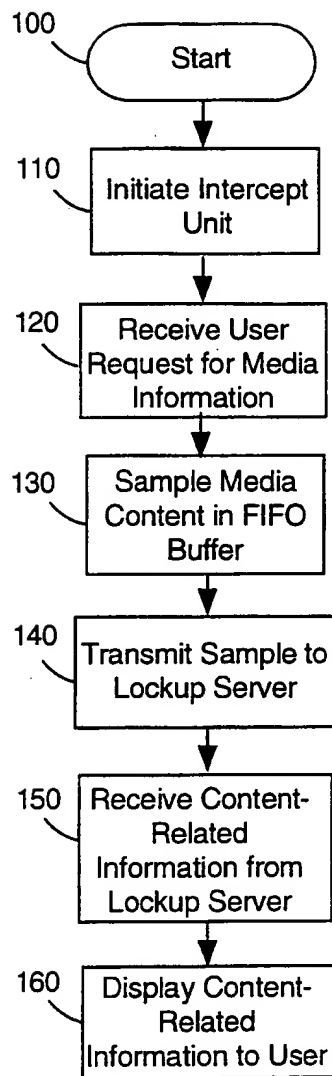 100
Start
110
Initiate Intercept
Unit
120
Receive User
Request for Media
Information
130
Sample Media
Content in FIFO
Buffer
140
Transmit Sample to
Lockup Server
150
Receive Content-
Related
Information from
Lockup Server
160
Display Content-
Related
Information to User